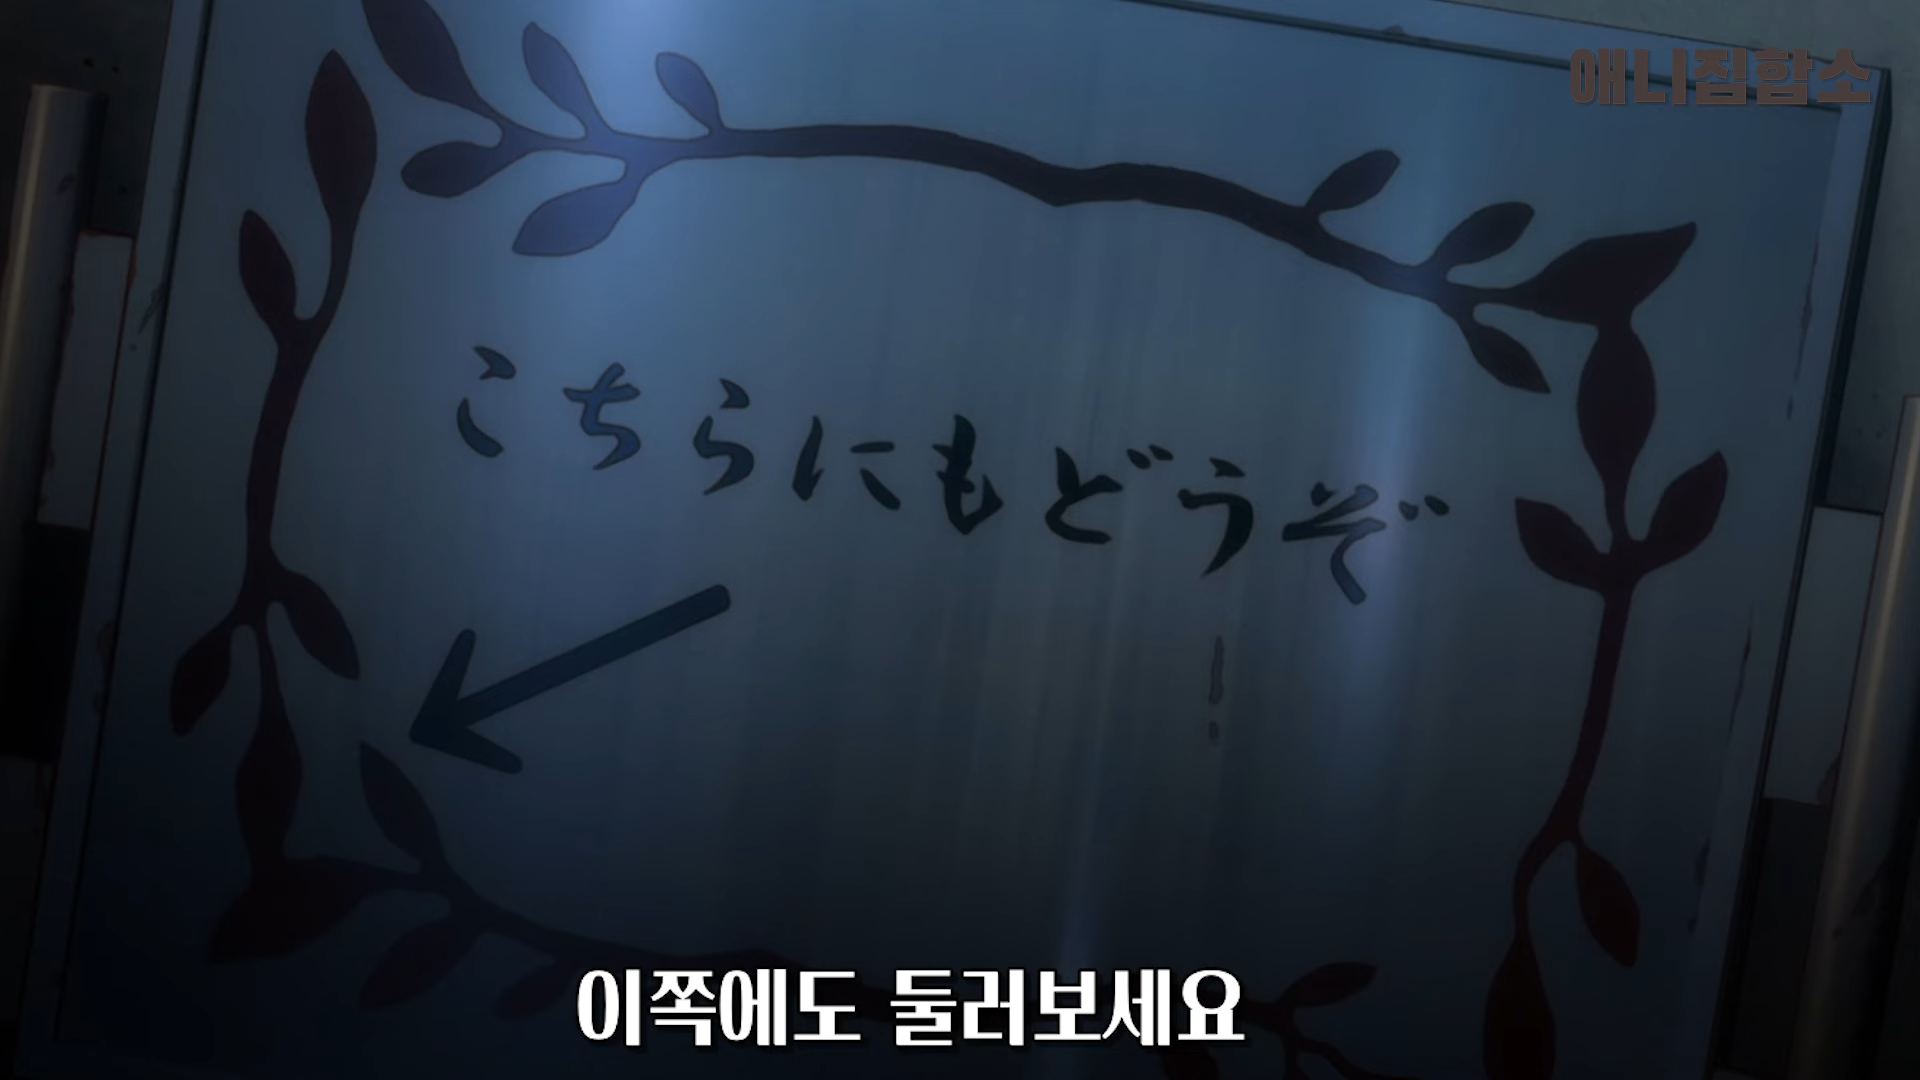 애니집합소
こちらにもどうぞ
이쪽에도 둘러보세요